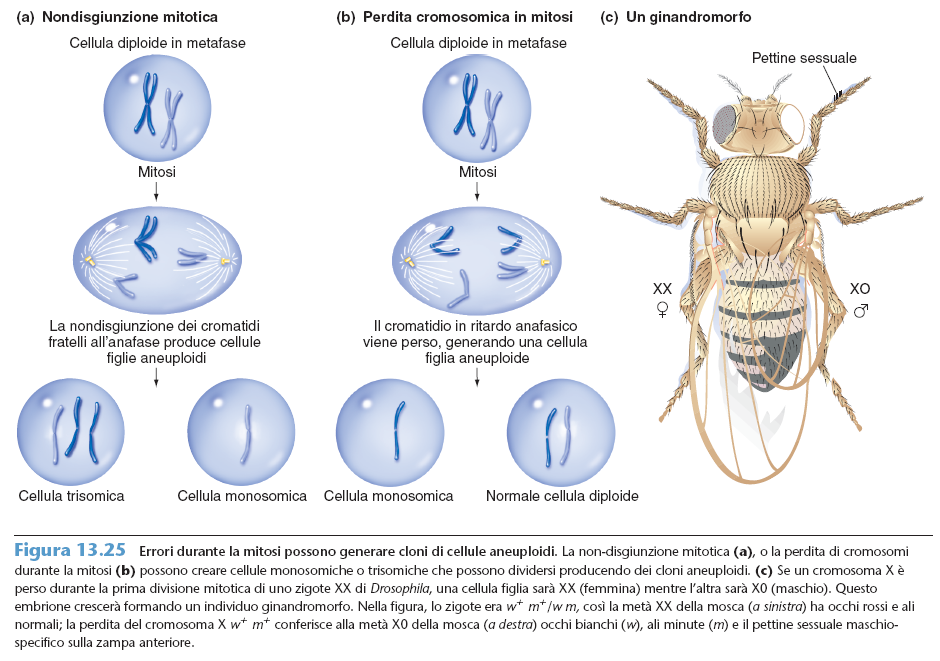 (a) Nondisgiunzione mitotica
Cellula diploide in metafase
Mitosi
La nondisgiunzione dei cromatidi
fratelli all'anafase produce cellule
figlie aneuploidi
Cellula trisomica
Cellula monosomica
(b) Perdita cromosomica in mitosi
Cellula diploide in metafase
Mitosi
Il cromatidio in ritardo anafasico
viene perso, generando una cellula
figlia aneuploide
Cellula monosomica
Normale cellula diploide
(c) Un ginandromorfo
Pettine sessuale
XX
♀
XO
♂
Figura 13.25 Errori durante la mitosi possono generare cloni di cellule aneuploidi. La non-disgiunzione mitotica (a), o la perdita di cromosomi
durante la mitosi (b) possono creare cellule monosomiche o trisomiche che possono dividersi producendo dei cloni aneuploidi. (c) Se un cromosoma X è
perso durante la prima divisione mitotica di uno zigote XX di Drosophila, una cellula figlia sarà XX (femmina) mentre l'altra sarà X0 (maschio). Questo
embrione crescerà formando un individuo ginandromorfo. Nella figura, lo zigote era w+ m+/w m, così la metà XX della mosca (a sinistra) ha occhi rossi e ali
normali; la perdita del cromosoma X w+ m+ conferisce alla metà X0 della mosca (a destra) occhi bianchi (w), ali minute (m) e il pettine sessuale maschio-
specifico sulla zampa anteriore.